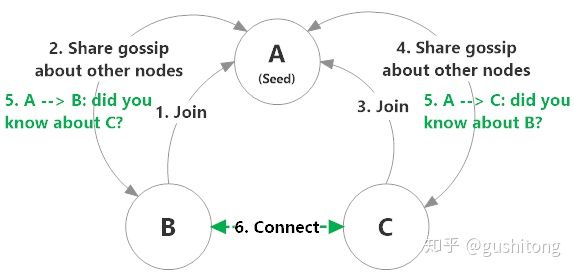 2. Share gossip
about other nodes
5. A --> B: did you
know about C?
1. Join
A
(Seed)
4. Share gossip
about other nodes
5. A --> C: did you
know about B?
3. Join
B
6. Connect
C
知乎 @gushitong